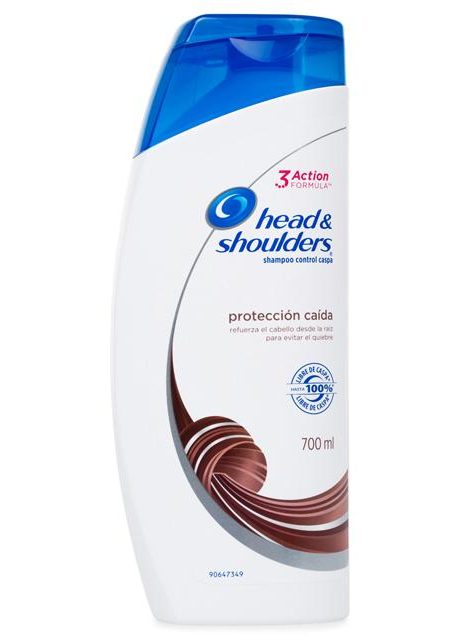 3 Action
FORMULA™
head &
shoulders®
shampoo control caspa
protección caída
refuerza el cabello desde la raíz
para evitar el quiebre
LIBRE DE CASPA
HASTA 100%
LIBRE DE CASPA
700 ml
90647349